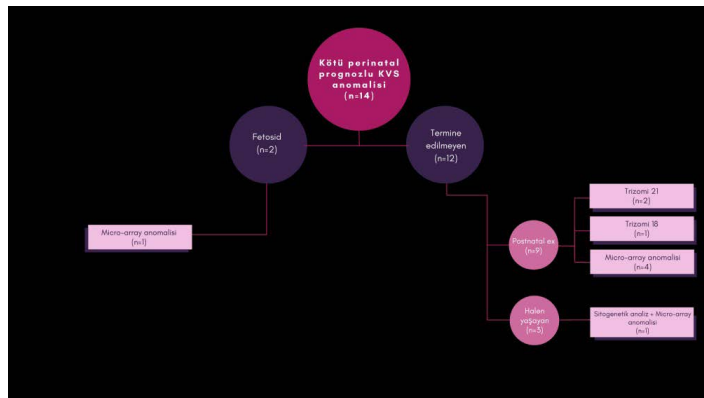 Kötü perinatal
prognozlu KVS
anomalisi
(n=14)
Fetosid
(n=2)
Termine
edilmeyen
(n=12)
Micro-array anomalisi
(n=1)
Postnatal ex
(n=9)
Trizomi 21
(n=2)
Trizomi 18
(n=1)
Micro-array anomalisi
(n=4)
Halen
yaşayan
(n=3)
Sitogenetik analiz + Micro-array
anomalisi
(n=1)